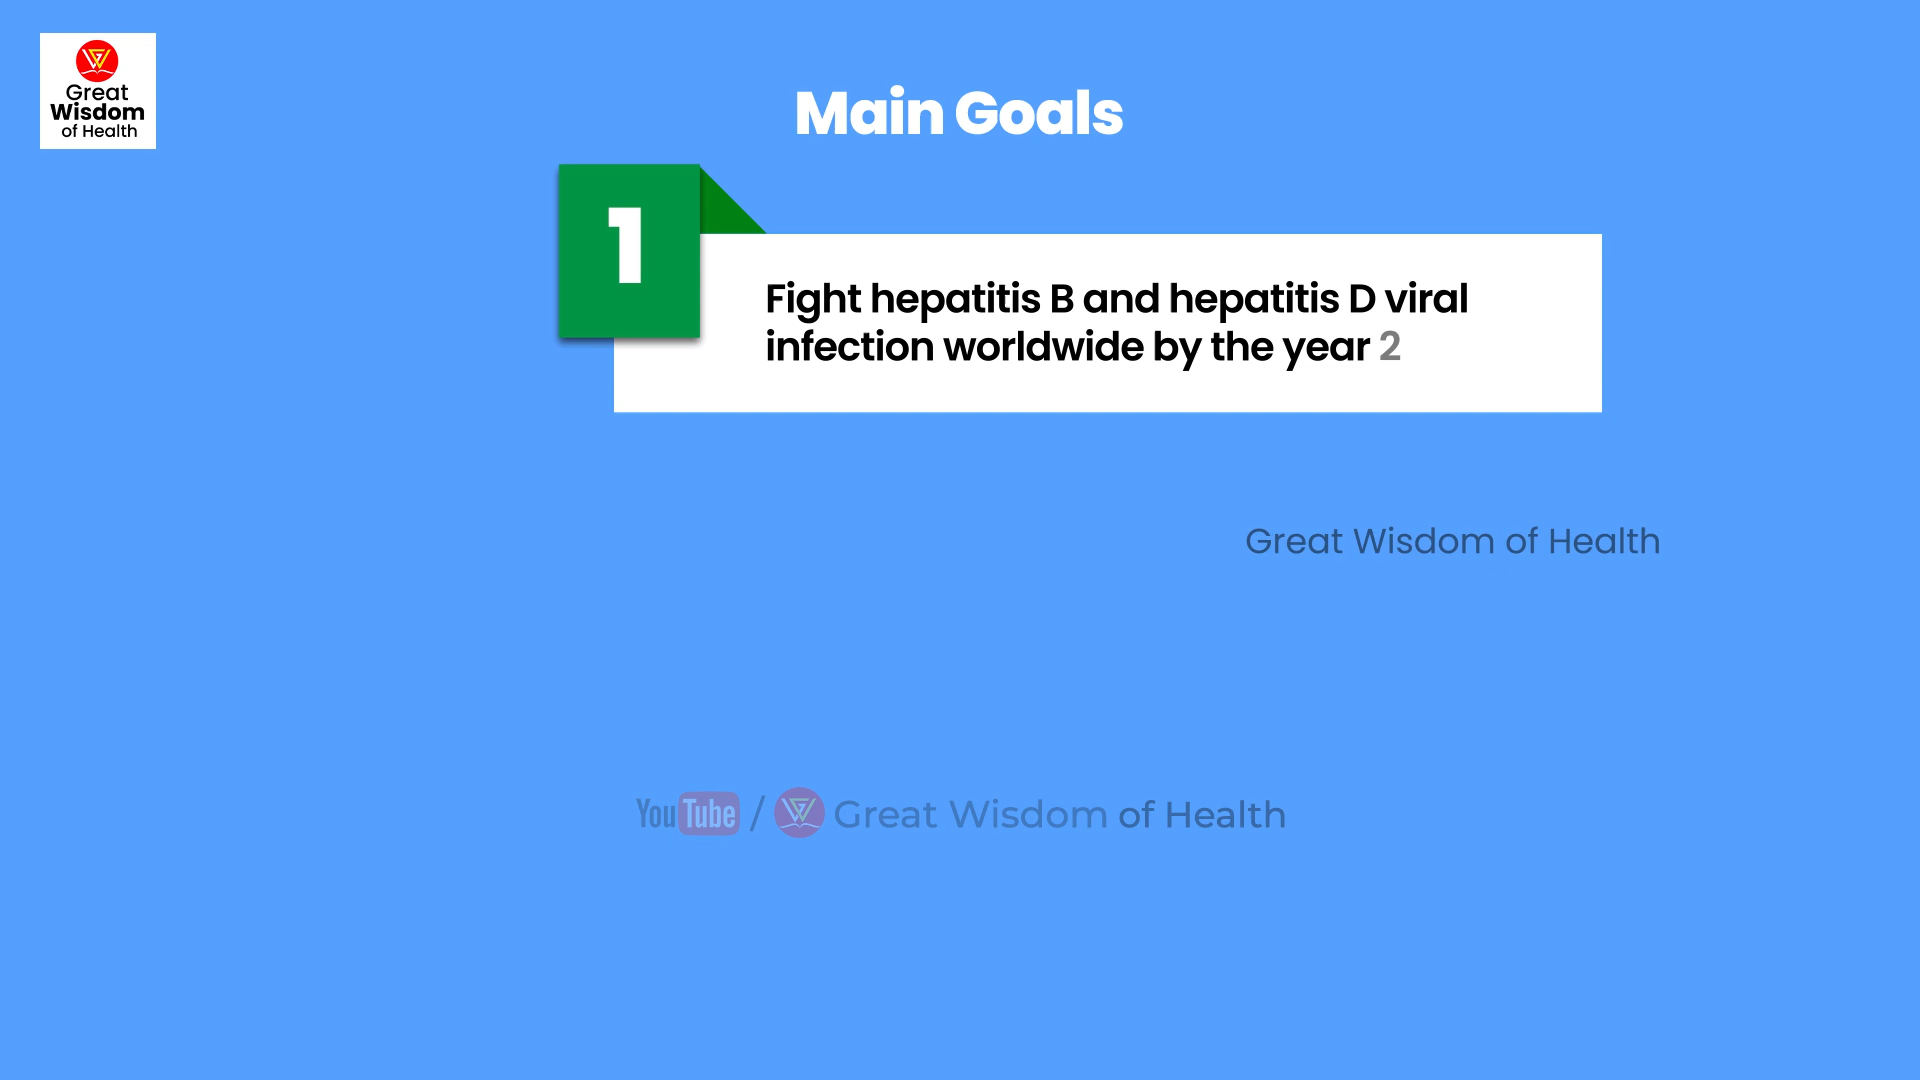 Great
Wisdom
of Health
Main Goals
1
Fight hepatitis B and hepatitis D viral
infection worldwide by the year 2
Great Wisdom of Health
YouTube / Great Wisdom of Health